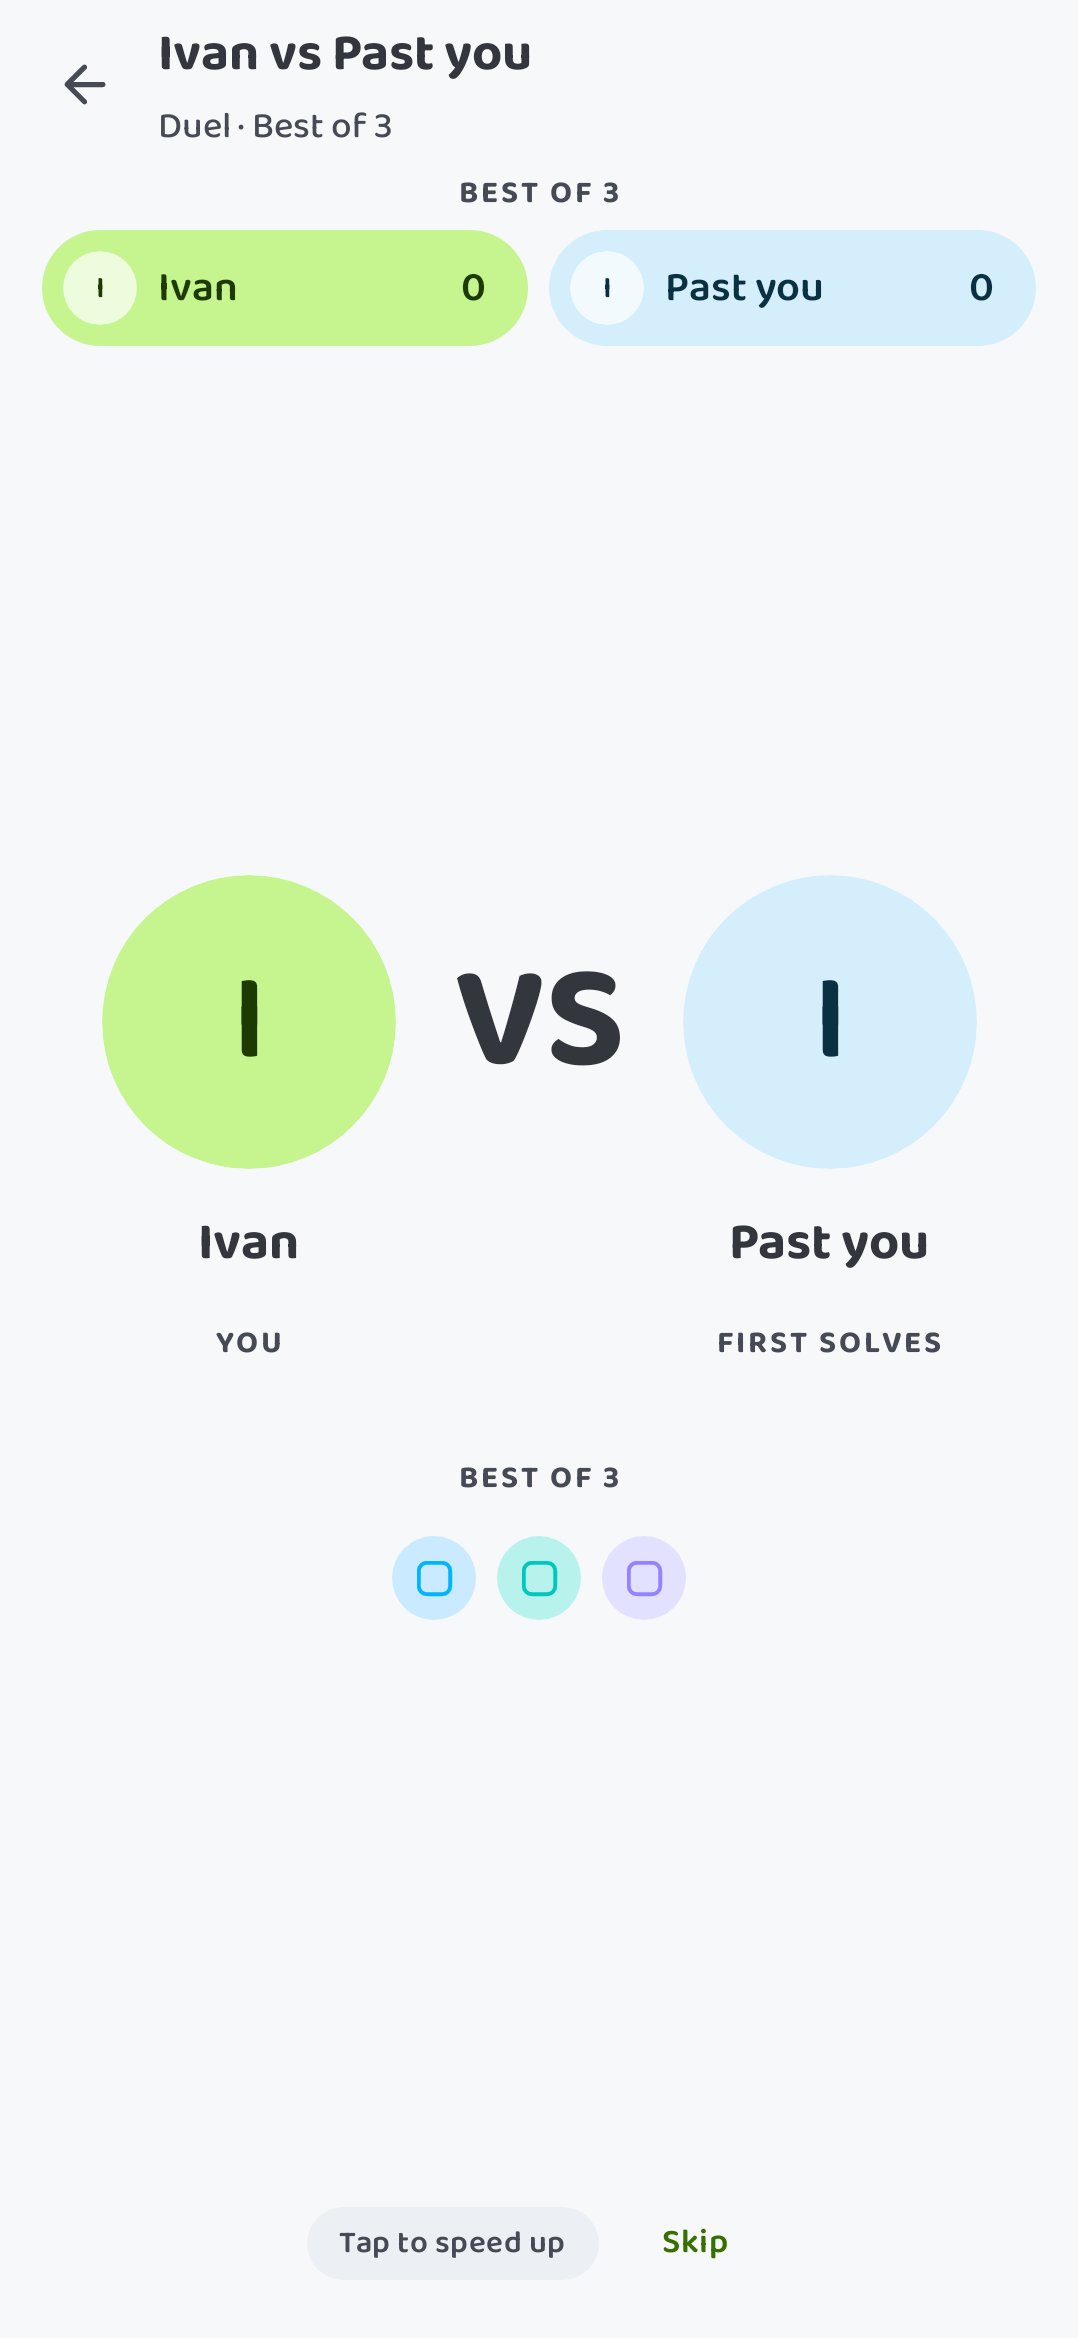 Ivan vs Past you
Duel · Best of 3
BEST OF 3
I Ivan 0
I Past you 0
I VS I
Ivan Past you
YOU FIRST SOLVES
BEST OF 3
Tap to speed up Skip